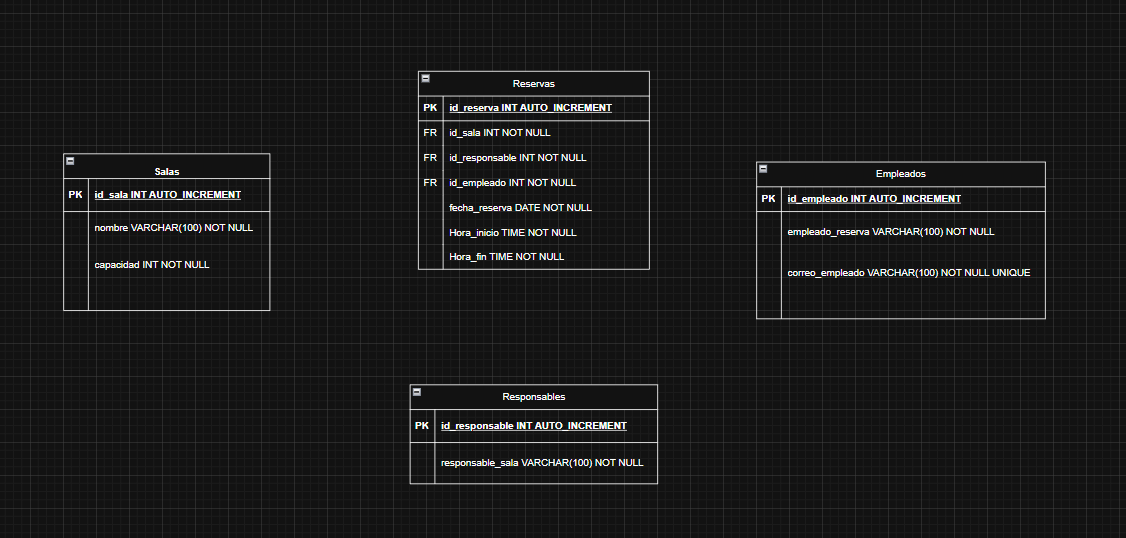 Reservas
PK id_reserva INT AUTO_INCREMENT
FR id_sala INT NOT NULL
FR id_responsable INT NOT NULL
FR id_empleado INT NOT NULL
fecha_reserva DATE NOT NULL
Hora_inicio TIME NOT NULL
Hora_fin TIME NOT NULL
Salas
PK id_sala INT AUTO_INCREMENT
nombre VARCHAR(100) NOT NULL
capacidad INT NOT NULL
Empleados
PK id_empleado INT AUTO_INCREMENT
empleado_reserva VARCHAR(100) NOT NULL
correo_empleado VARCHAR(100) NOT NULL UNIQUE
Responsables
PK id_responsable INT AUTO_INCREMENT
responsable_sala VARCHAR(100) NOT NULL